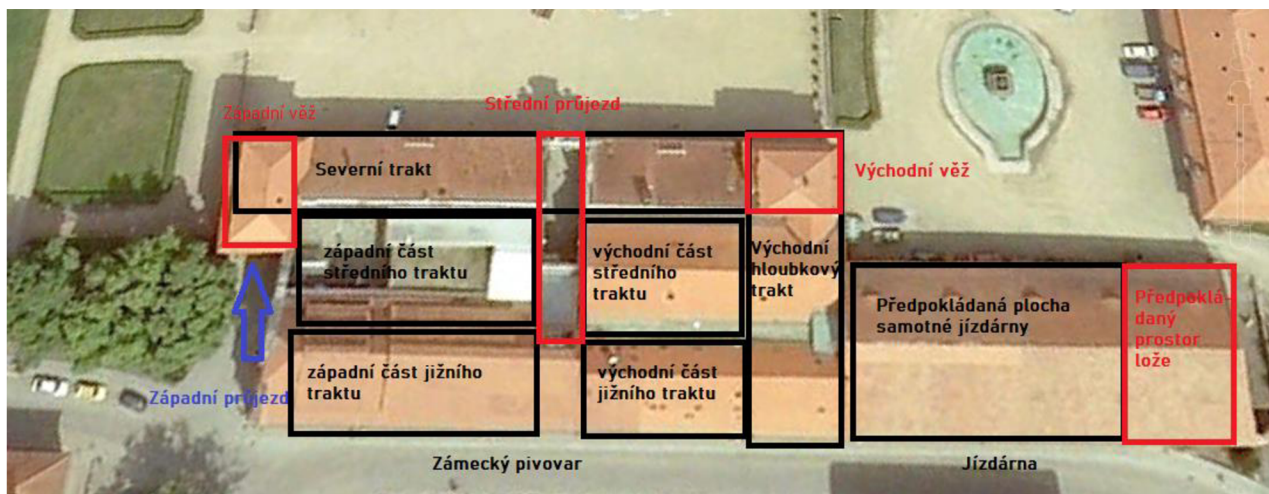 Západní věž
Střední průjezd
Severní trakt
Východní věž
západní část
středního traktu
východní část
středního
traktu
Východní
hloubkový
trakt
Předpokládaná plocha
samotné jízdárny
Předpoklá-
daný
prostor
lože
Západní průjezd
západní část jižního
traktu
východní část
jižního traktu
Zámecký pivovar
Jízdárna